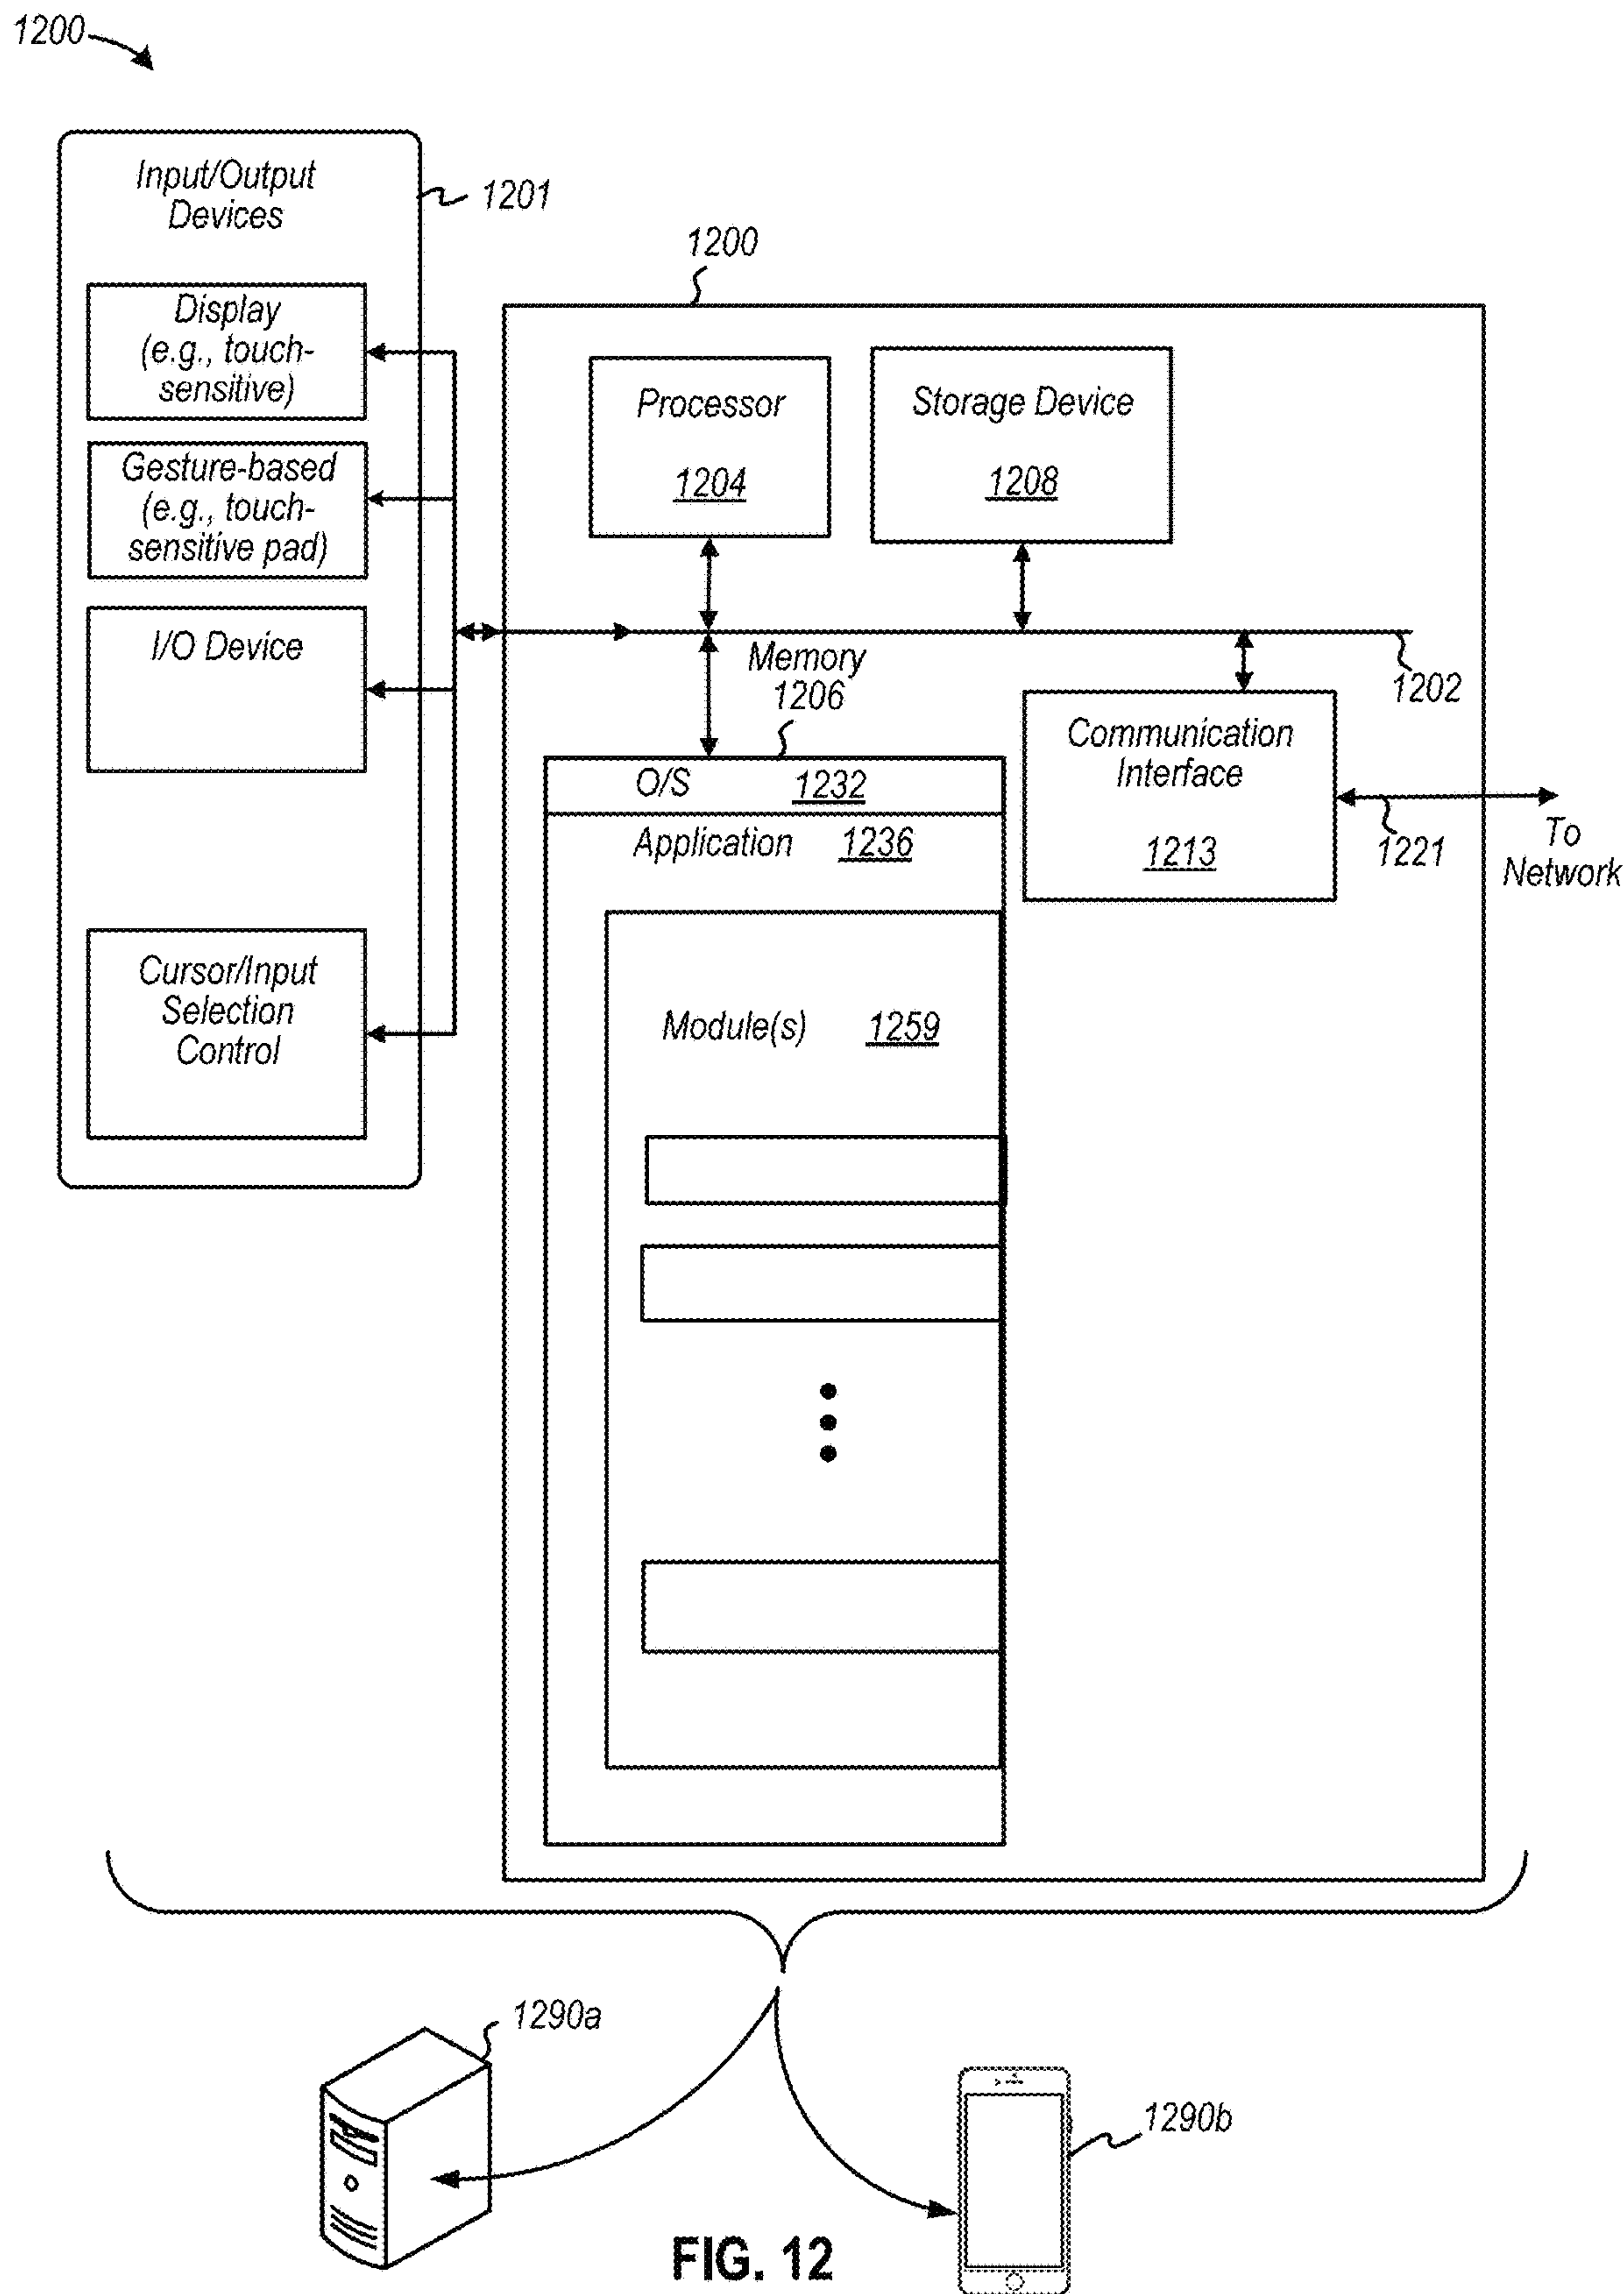 1200
Input/Output
Devices
1201
Display
(e.g., touch-
sensitive)
Gesture-based
(e.g., touch-
sensitive pad)
I/O Device
Cursor/Input
Selection
Control
1200
Processor
1204
Storage Device
1208
1202
Memory
1206
O/S 1232
Application 1236
Module(s) 1259
Communication
Interface
1213
1221
To
Network
1290a
1290b
FIG. 12